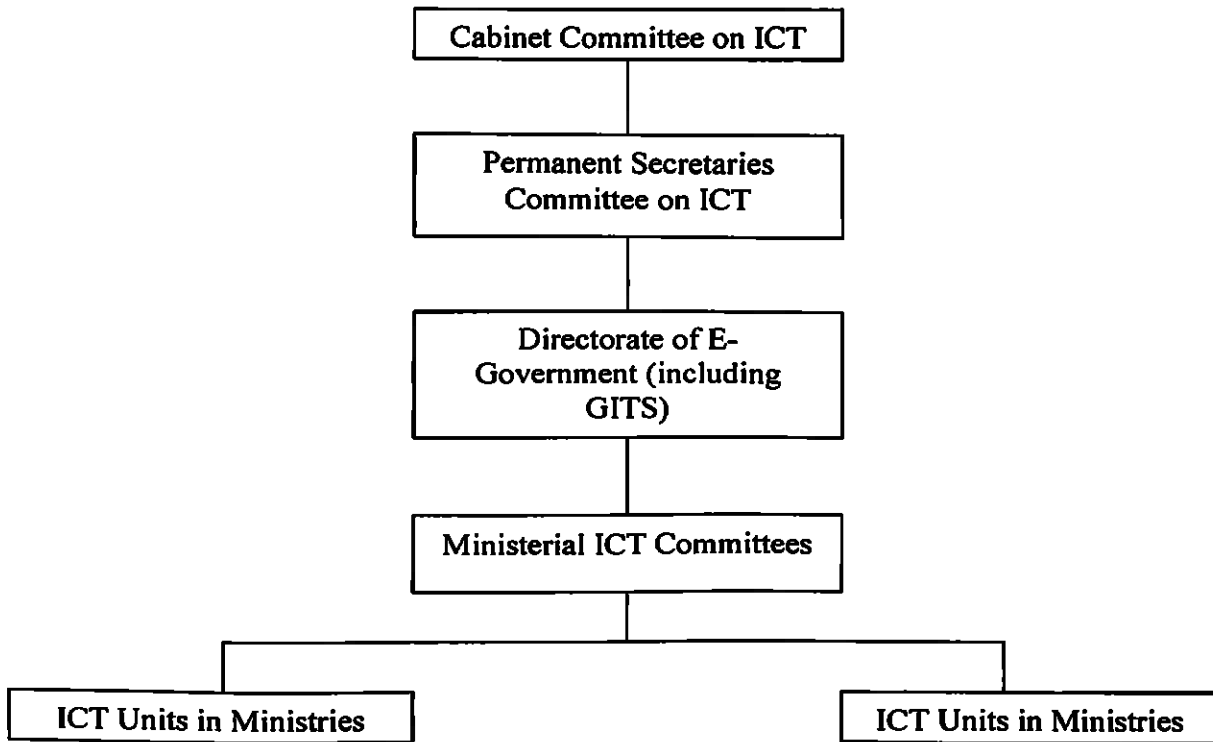 Cabinet Committee on ICT
Permanent Secretaries
Committee on ICT
Directorate of E-
Government (including
GITS)
Ministerial ICT Committees
ICT Units in Ministries
ICT Units in Ministries